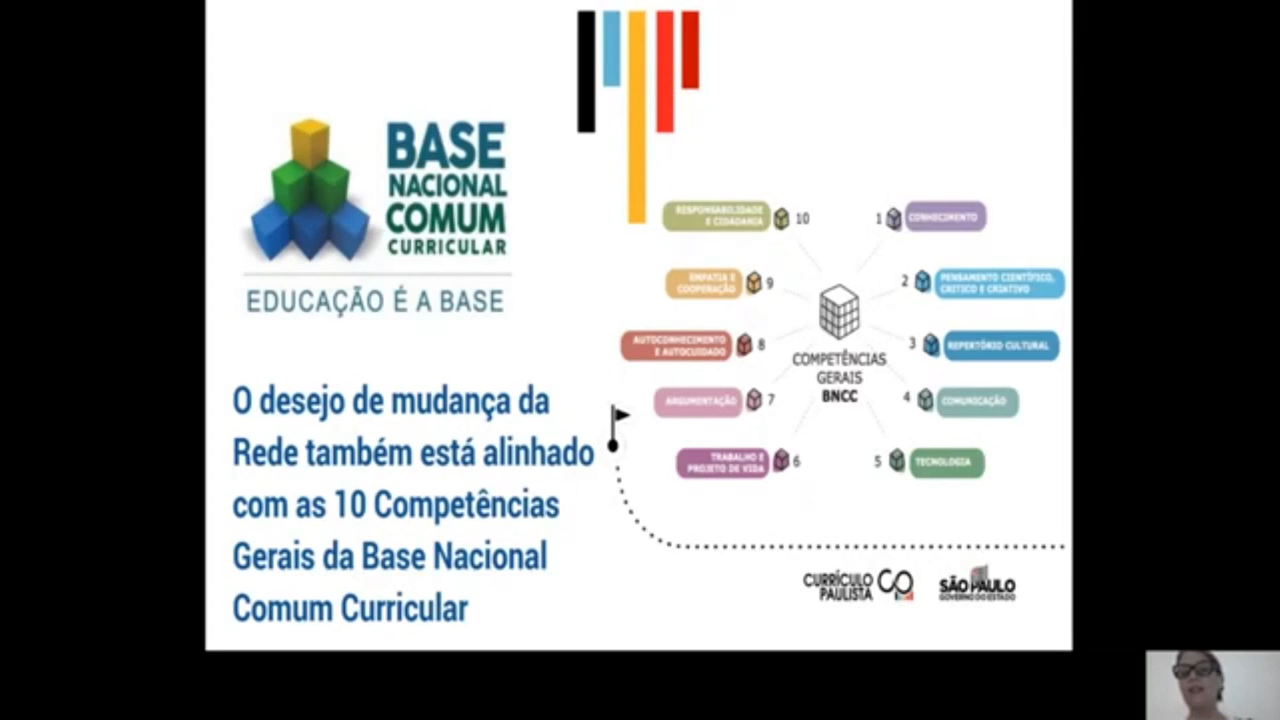 BASE
NACIONAL
COMUM
CURRICULAR
EDUCAÇÃO É A BASE
O desejo de mudança da
Rede também está alinhado
com as 10 Competências
Gerais da Base Nacional
Comum Curricular
COMPETÊNCIAS
GERAIS
BNCC
1 CONHECIMENTO
2 PENSAMENTO CIENTÍFICO,
CRITICO E CRIATIVO
3 REPERTÓRIO CULTURAL
4 COMUNICAÇÃO
5 TECNOLOGIA
6 TRABALHO E
PROJETO DE VIDA
7 ARGUMENTAÇÃO
8 AUTOCONHECIMENTO
E AUTOCUIDADO
9 EMPATIA E
COOPERAÇÃO
10 RESPONSABILIDADE
E CIDADANIA
CURRÍCULO
PAULISTA
SÃO PAULO
GOVERNO DO ESTADO